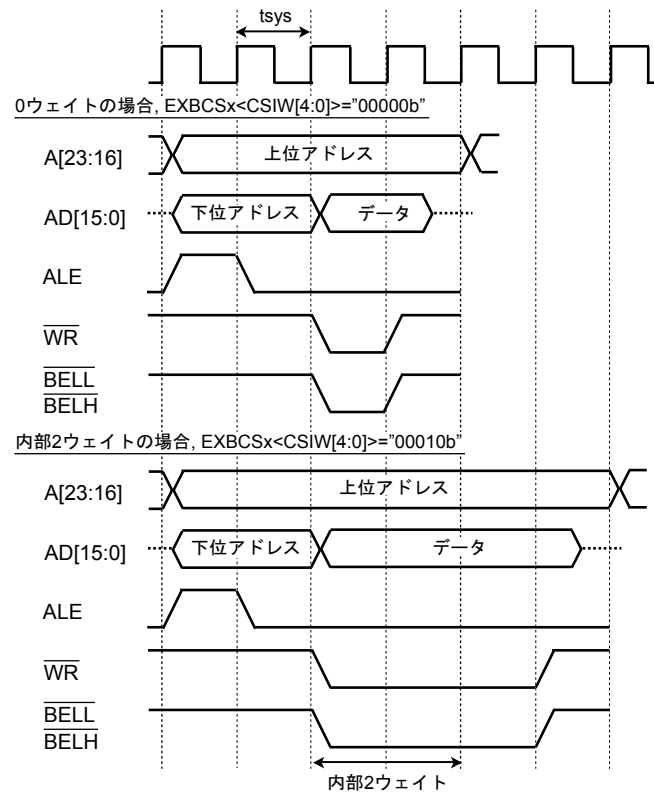 tsys
0ウェイトの場合, EXBCSx<CSIW[4:0]>="00000b"
A[23:16]
上位アドレス
AD[15:0]
下位アドレス
データ
ALE
WR
BELL
BELH
内部2ウェイトの場合, EXBCSx<CSIW[4:0]>="00010b"
A[23:16]
上位アドレス
AD[15:0]
下位アドレス
データ
ALE
WR
BELL
BELH
内部2ウェイト